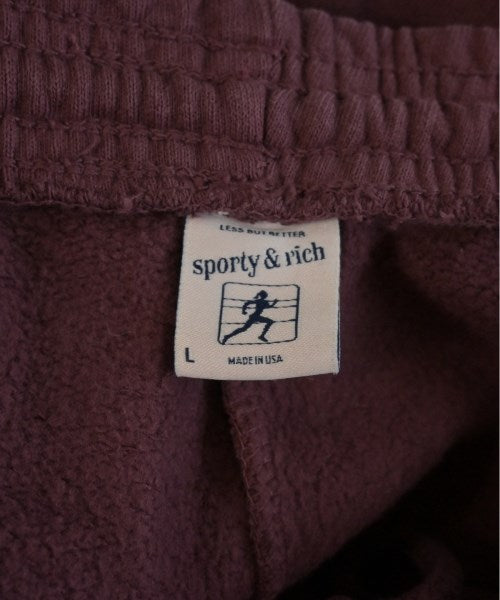 LESS BUT BETTER
sporty & rich
L
MADE IN USA